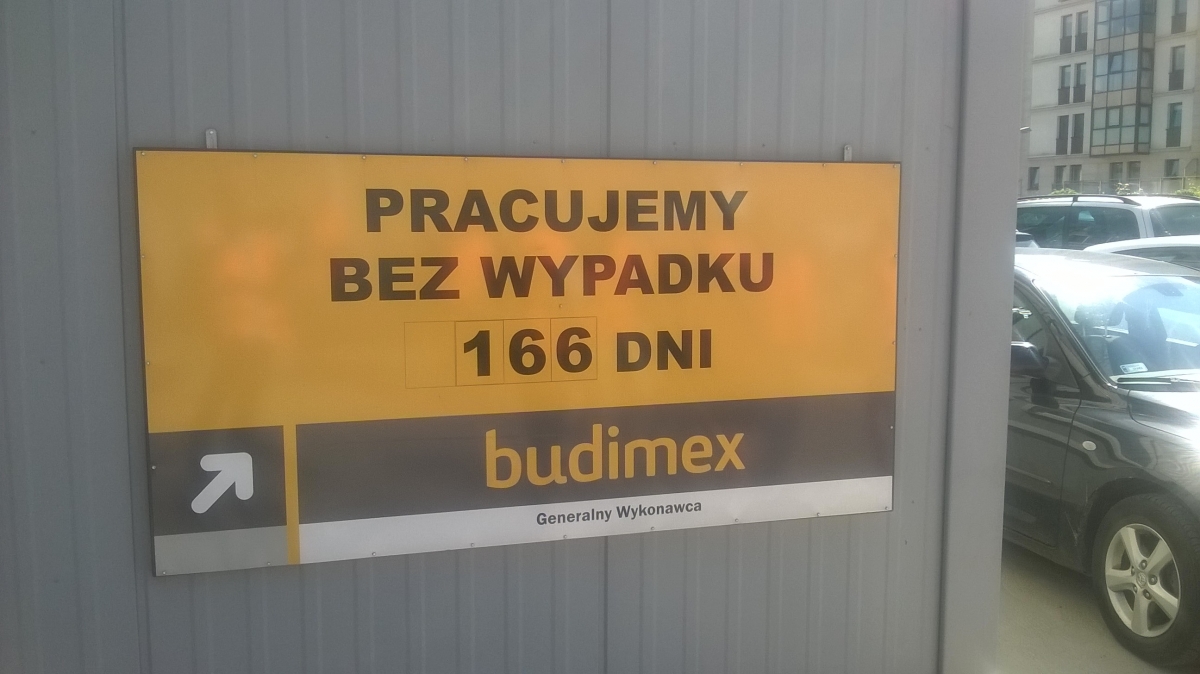 PRACUJEMY
BEZ WYPADKU
166 DNI
budimex
Generalny Wykonawca